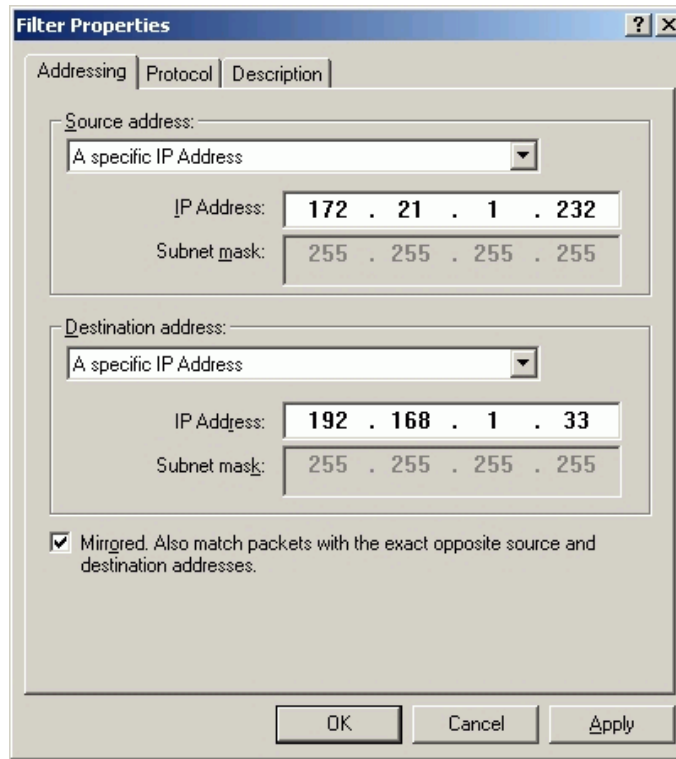 Filter Properties
Addressing Protocol Description
Source address:
A specific IP Address
IP Address: 172 . 21 . 1 . 232
Subnet mask: 255 . 255 . 255 . 255
Destination address:
A specific IP Address
IP Address: 192 . 168 . 1 . 33
Subnet mask: 255 . 255 . 255 . 255
Mirrored. Also match packets with the exact opposite source and
destination addresses.
OK Cancel Apply